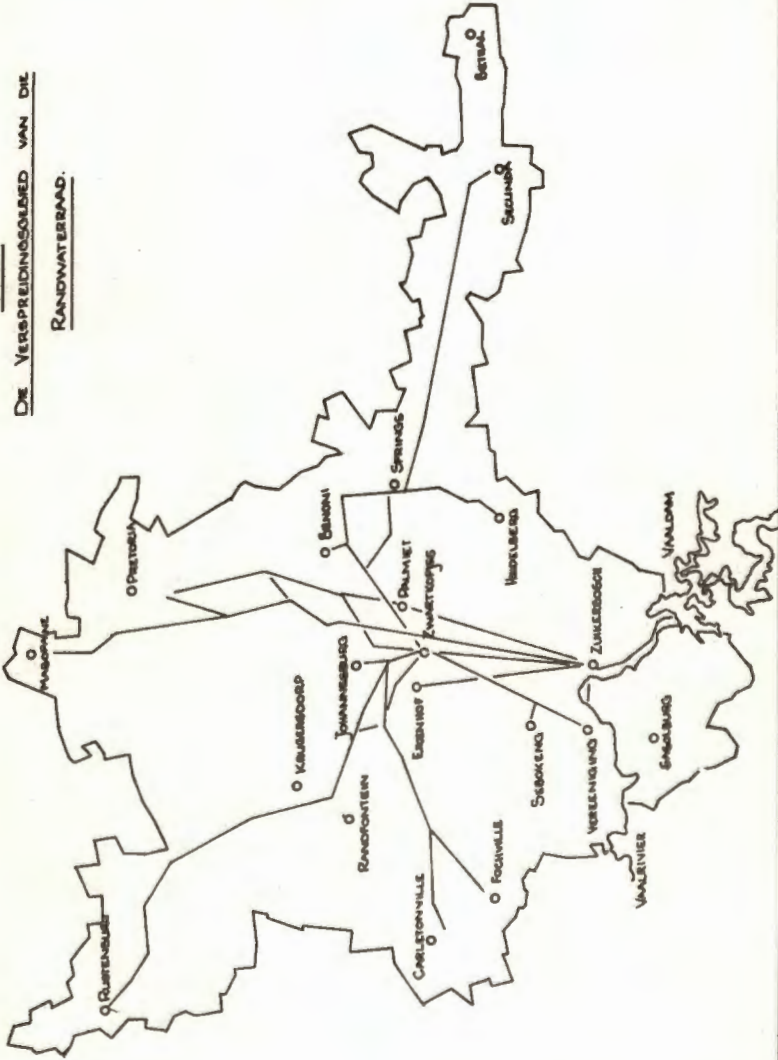 DIE VERSPREIDINGSGEBIED VAN DIE
RANDWATERRAAD.
MABOPANE
PRETORIA
RUSTENBURG
KRUGERSDORP
BENONI
JOHANNESBURG
RANDFONTEIN
SPRINGS
PALMIET
ZWARTKOPJES
EIKENHOF
CARLETONVILLE
FOCHVILLE
HEIDELBERG
SECUNDA
BETHAL
SEBOKENG
VEREENIGING
ZUIKERBOSCH
VAALDAM
SASOLBURG
VAALRIVIER